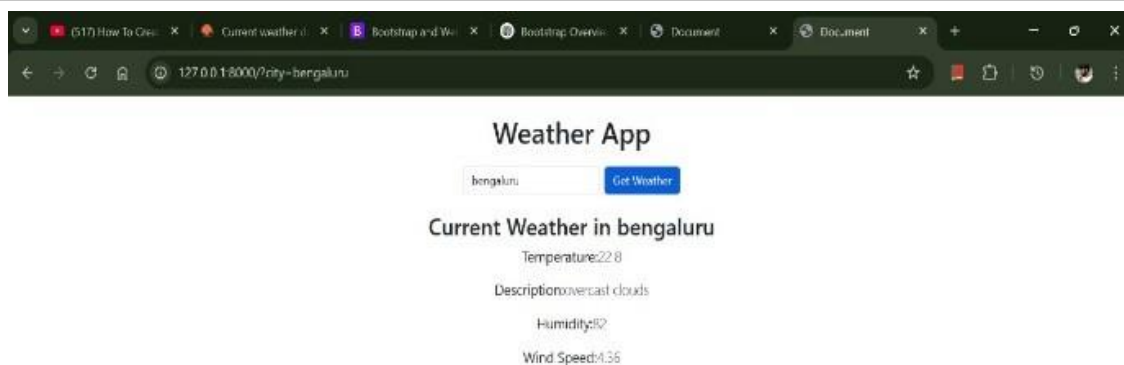 (517) How To Crea
Current weather d
Bootstrap and We
Bootstrap Overvie
Document
Document
127.0.0.1:8000/?city=bengaluru
Weather App
bengaluru
Get Weather
Current Weather in bengaluru
Temperature:22.8
Description:overcast clouds
Humidity:82
Wind Speed:4.36